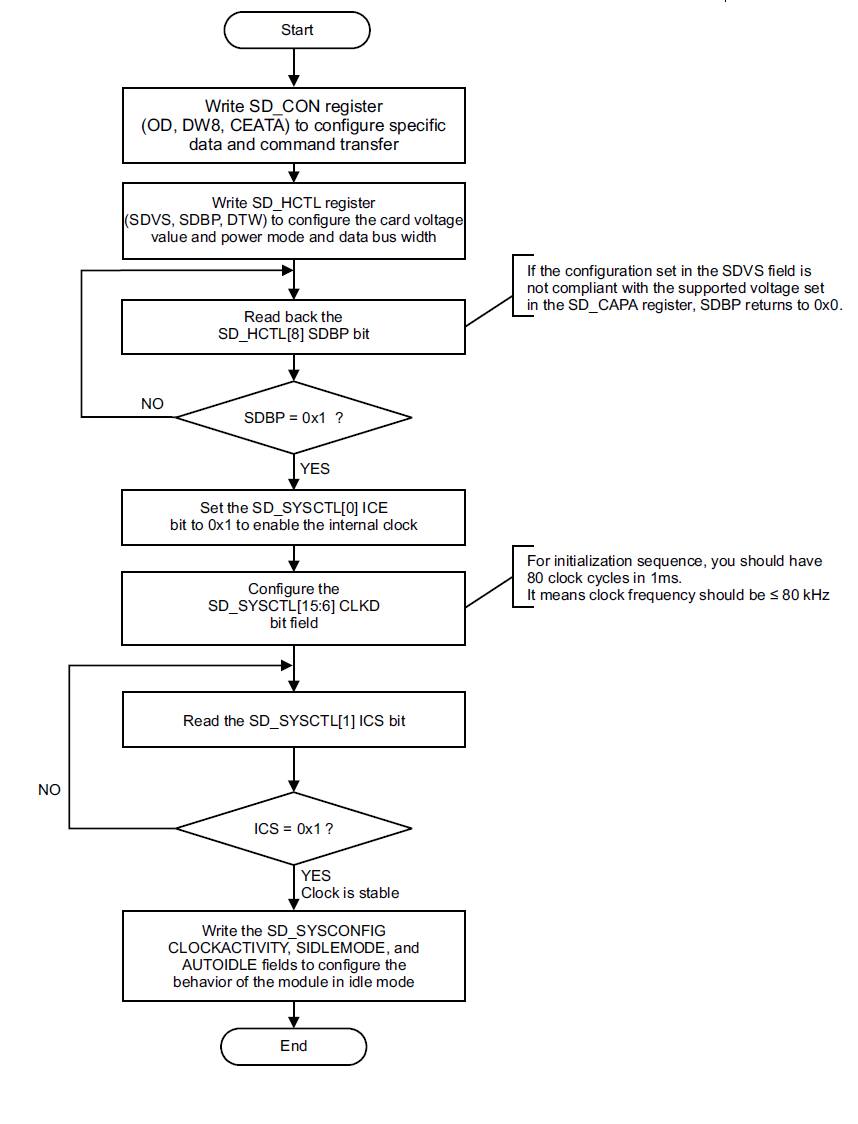 Start
Write SD_CON register
(OD, DW8, CEATA) to configure specific
data and command transfer
Write SD_HCTL register
(SDVS, SDBP, DTW) to configure the card voltage
value and power mode and data bus width
If the configuration set in the SDVS field is
not compliant with the supported voltage set
in the SD_CAPA register, SDBP returns to 0x0.
Read back the
SD_HCTL[8] SDBP bit
NO
SDBP = 0x1 ?
YES
Set the SD_SYSCTL[0] ICE
bit to 0x1 to enable the internal clock
For initialization sequence, you should have
80 clock cycles in 1ms.
It means clock frequency should be ≤ 80 kHz
Configure the
SD_SYSCTL[15:6] CLKD
bit field
Read the SD_SYSCTL[1] ICS bit
NO
ICS = 0x1 ?
YES
Clock is stable
Write the SD_SYSCONFIG
CLOCKACTIVITY, SIDLEMODE, and
AUTOIDLE fields to configure the
behavior of the module in idle mode
End